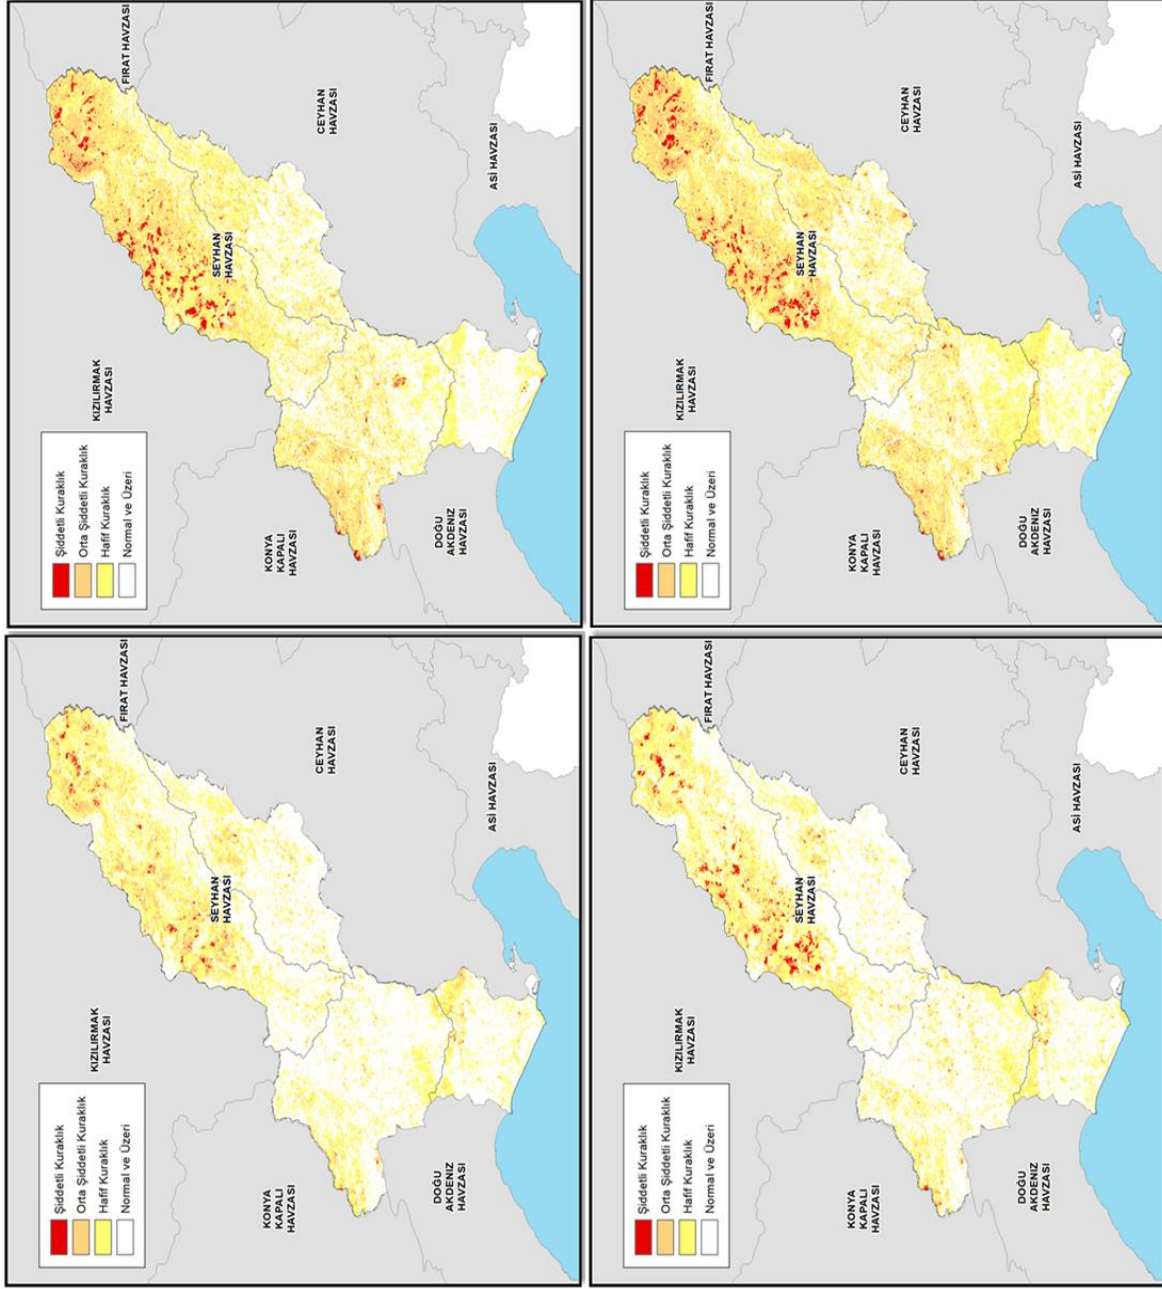 Şiddetli Kuraklık
Orta Şiddetli Kuraklık
Hafif Kuraklık
Normal ve Üzeri
KIZILIRMAK
HAVZASI
FIRAT HAVZASI
SEYHAN
HAVZASI
KONYA
KAPALI
HAVZASI
CEYHAN
HAVZASI
DOĞU
AKDENIZ
HAVZASI
ASİ HAVZASI
Şiddetli Kuraklık
Orta Şiddetli Kuraklık
Hafif Kuraklık
Normal ve Üzeri
KIZILIRMAK
HAVZASI
FIRAT HAVZASI
SEYHAN
HAVZASI
KONYA
KAPALI
HAVZASI
CEYHAN
HAVZASI
DOĞU
AKDENIZ
HAVZASI
ASİ HAVZASI
Şiddetli Kuraklık
Orta Şiddetli Kuraklık
Hafif Kuraklık
Normal ve Üzeri
KIZILIRMAK
HAVZASI
FIRAT HAVZASI
SEYHAN
HAVZASI
KONYA
KAPALI
HAVZASI
CEYHAN
HAVZASI
DOĞU
AKDENIZ
HAVZASI
ASİ HAVZASI
Şiddetli Kuraklık
Orta Şiddetli Kuraklık
Hafif Kuraklık
Normal ve Üzeri
KIZILIRMAK
HAVZASI
FIRAT HAVZASI
SEYHAN
HAVZASI
KONYA
KAPALI
HAVZASI
CEYHAN
HAVZASI
DOĞU
AKDENIZ
HAVZASI
ASİ HAVZASI